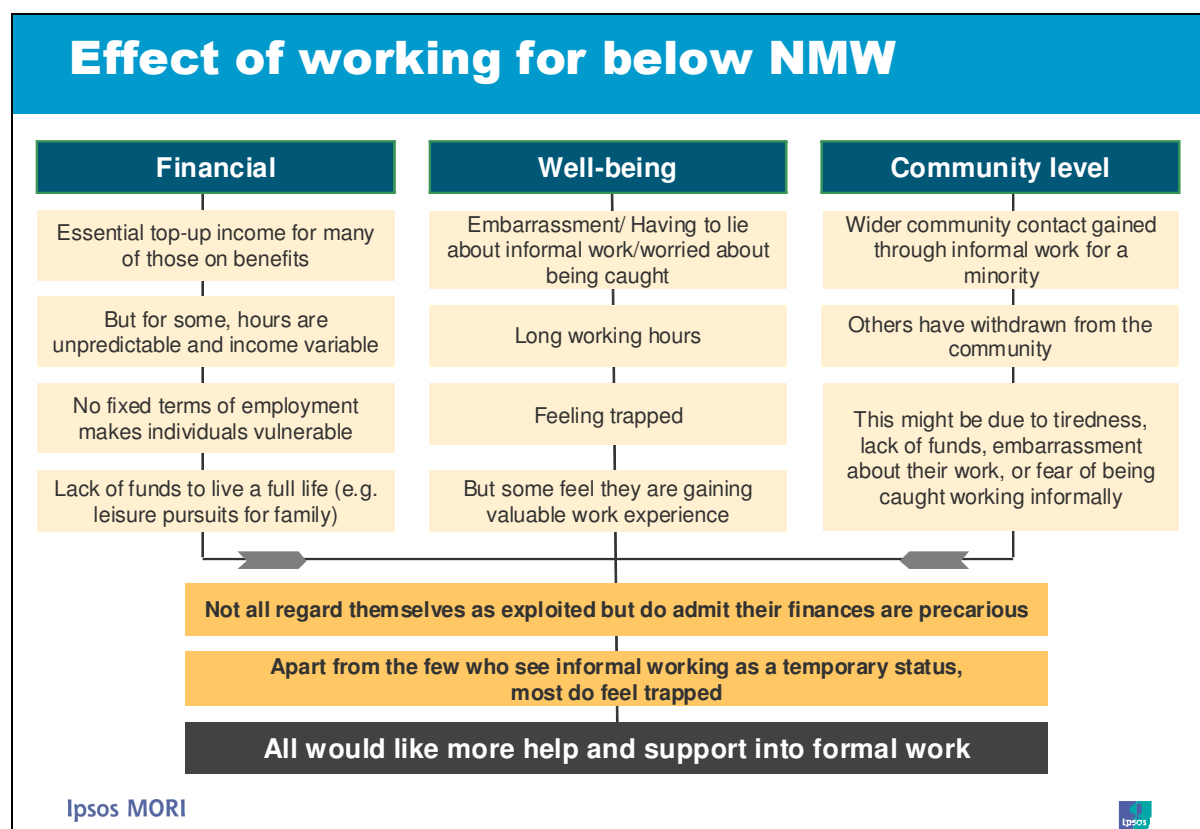 Effect of working for below NMW
Financial
Essential top-up income for many
of those on benefits
But for some, hours are
unpredictable and income variable
No fixed terms of employment
makes individuals vulnerable
Lack of funds to live a full life (e.g.
leisure pursuits for family)
Well-being
Embarrassment/ Having to lie
about informal work/worried about
being caught
Long working hours
Feeling trapped
But some feel they are gaining
valuable work experience
Community level
Wider community contact gained
through informal work for a
minority
Others have withdrawn from the
community
This might be due to tiredness,
lack of funds, embarrassment
about their work, or fear of being
caught working informally
Not all regard themselves as exploited but do admit their finances are precarious
Apart from the few who see informal working as a temporary status,
most do feel trapped
All would like more help and support into formal work
Ipsos MORI
Ipsos